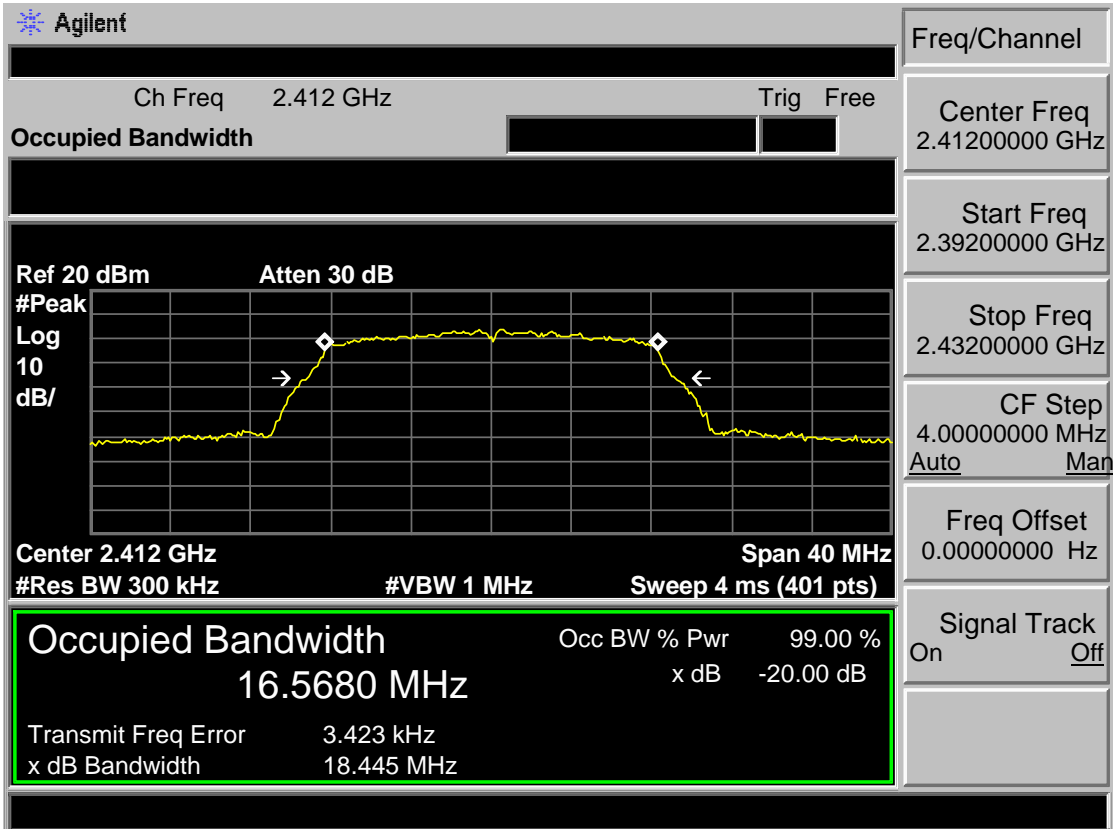 Agilent
Ch Freq 2.412 GHz Trig Free
Occupied Bandwidth
Ref 20 dBm Atten 30 dB
#Peak
Log
10
dB/
Center 2.412 GHz Span 40 MHz
#Res BW 300 kHz #VBW 1 MHz Sweep 4 ms (401 pts)
Occupied Bandwidth Occ BW % Pwr 99.00 %
16.5680 MHz x dB -20.00 dB
Transmit Freq Error 3.423 kHz
x dB Bandwidth 18.445 MHz
Freq/Channel
Center Freq
2.41200000 GHz
Start Freq
2.39200000 GHz
Stop Freq
2.43200000 GHz
CF Step
4.00000000 MHz
Auto Man
Freq Offset
0.00000000 Hz
Signal Track
On Off